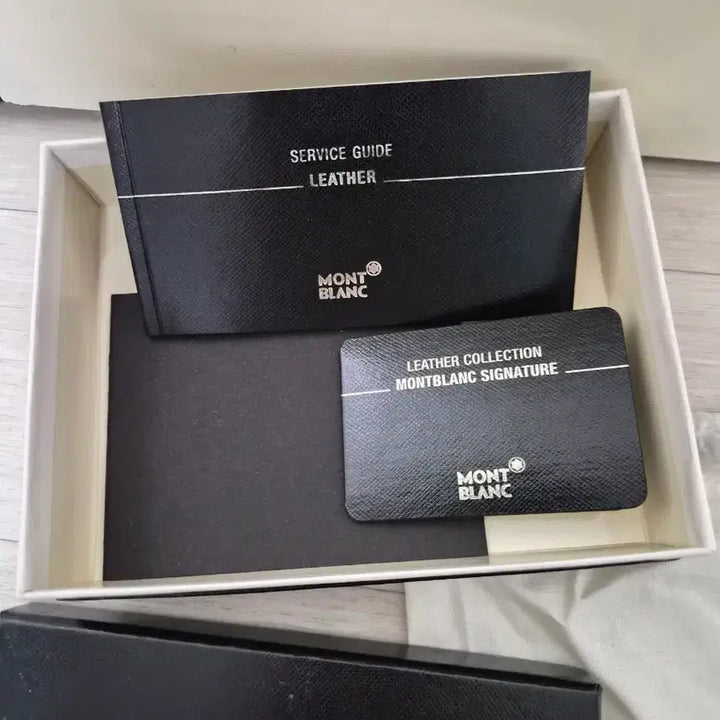 SERVICE GUIDE
LEATHER
MONT
BLANC
LEATHER COLLECTION
MONTBLANC SIGNATURE
MONT
BLANC